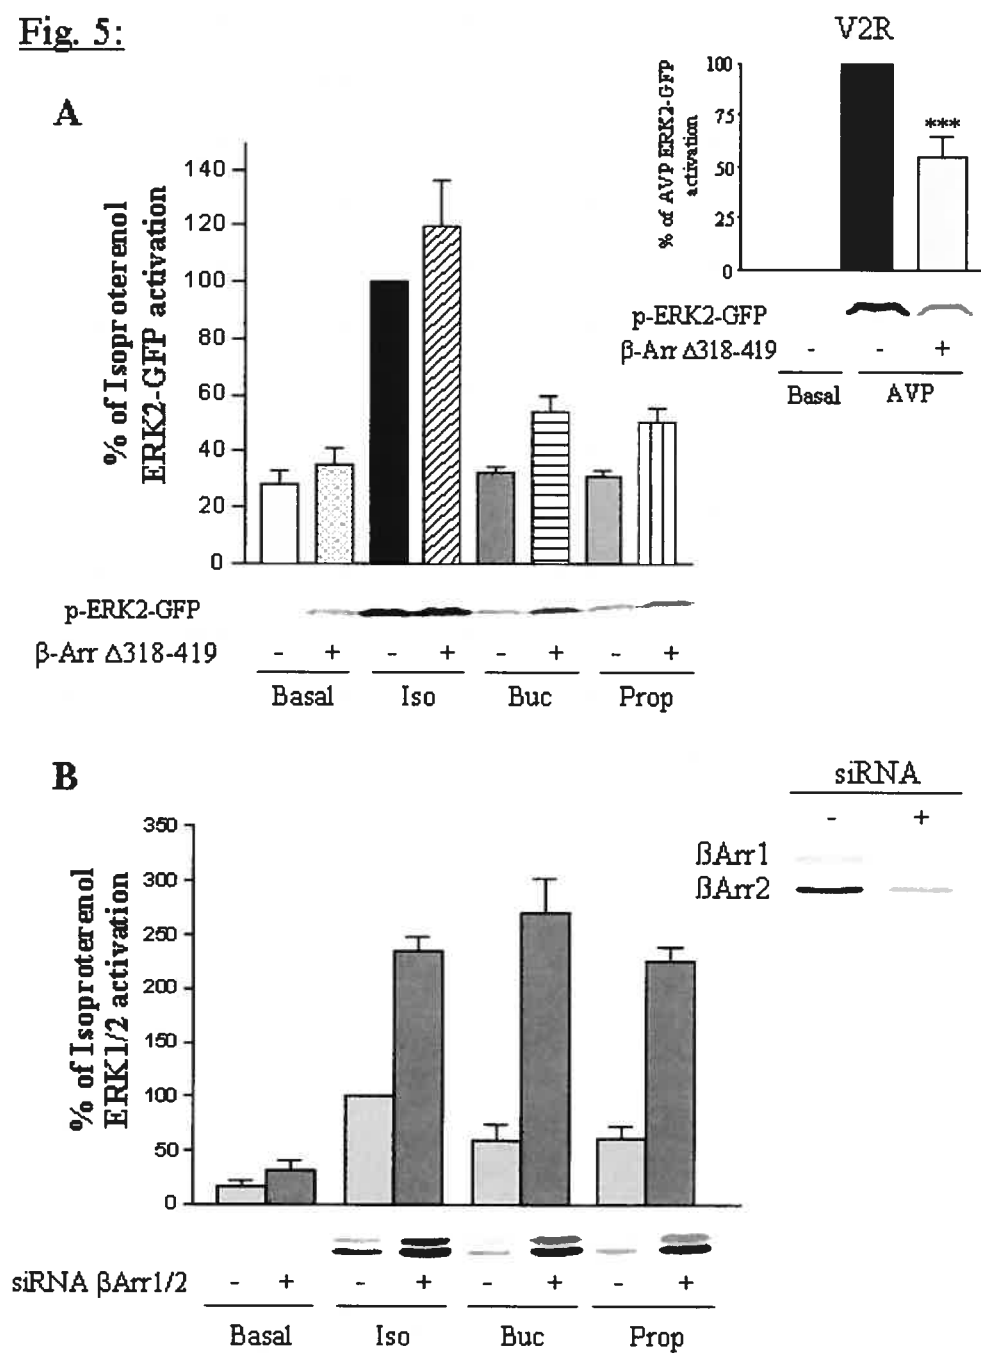 Fig. 5:
V2R
A
% of AVP ERK2-GFP
activation
100
75
50
25
0
***
p-ERK2-GFP
β-Arr Δ318-419
- - +
Basal AVP
% of Isoproterenol
ERK2-GFP activation
140
120
100
80
60
40
20
0
p-ERK2-GFP
β-Arr Δ318-419
- + - + - + - +
Basal Iso Buc Prop
B
siRNA
- +
ßArr1
ßArr2
% of Isoproterenol
ERK1/2 activation
350
300
250
200
150
100
50
0
siRNA βArr1/2
- + - + - + - +
Basal Iso Buc Prop